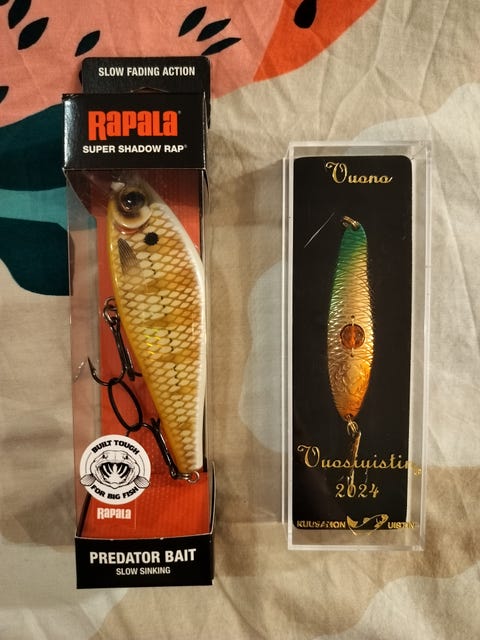 SLOW FADING ACTION
RAPALA®
SUPER SHADOW RAP®
BUILT TOUGH
FOR BIG FISH
RAPALA
PREDATOR BAIT
SLOW SINKING
Vuono
Vuosiuistin
2024
KUUSAMON UISTIN